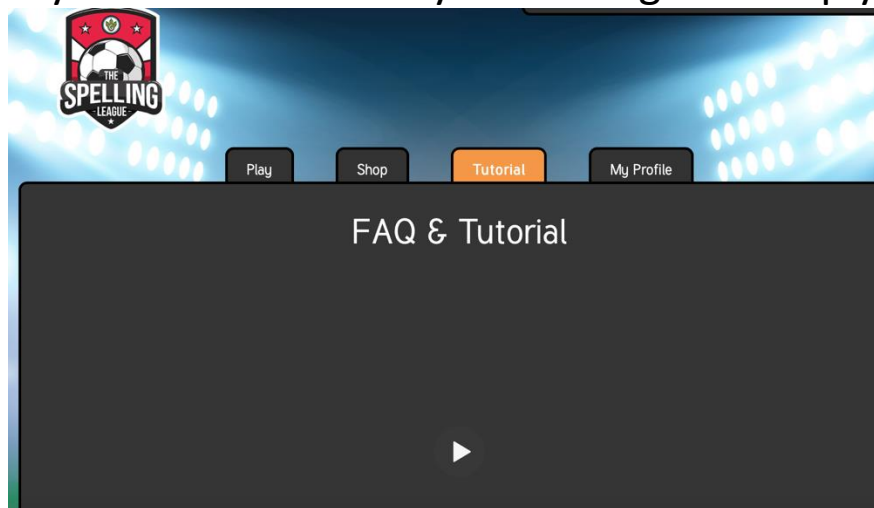 THE
SPELLING
LEAGUE
Play Shop Tutorial My Profile
FAQ & Tutorial